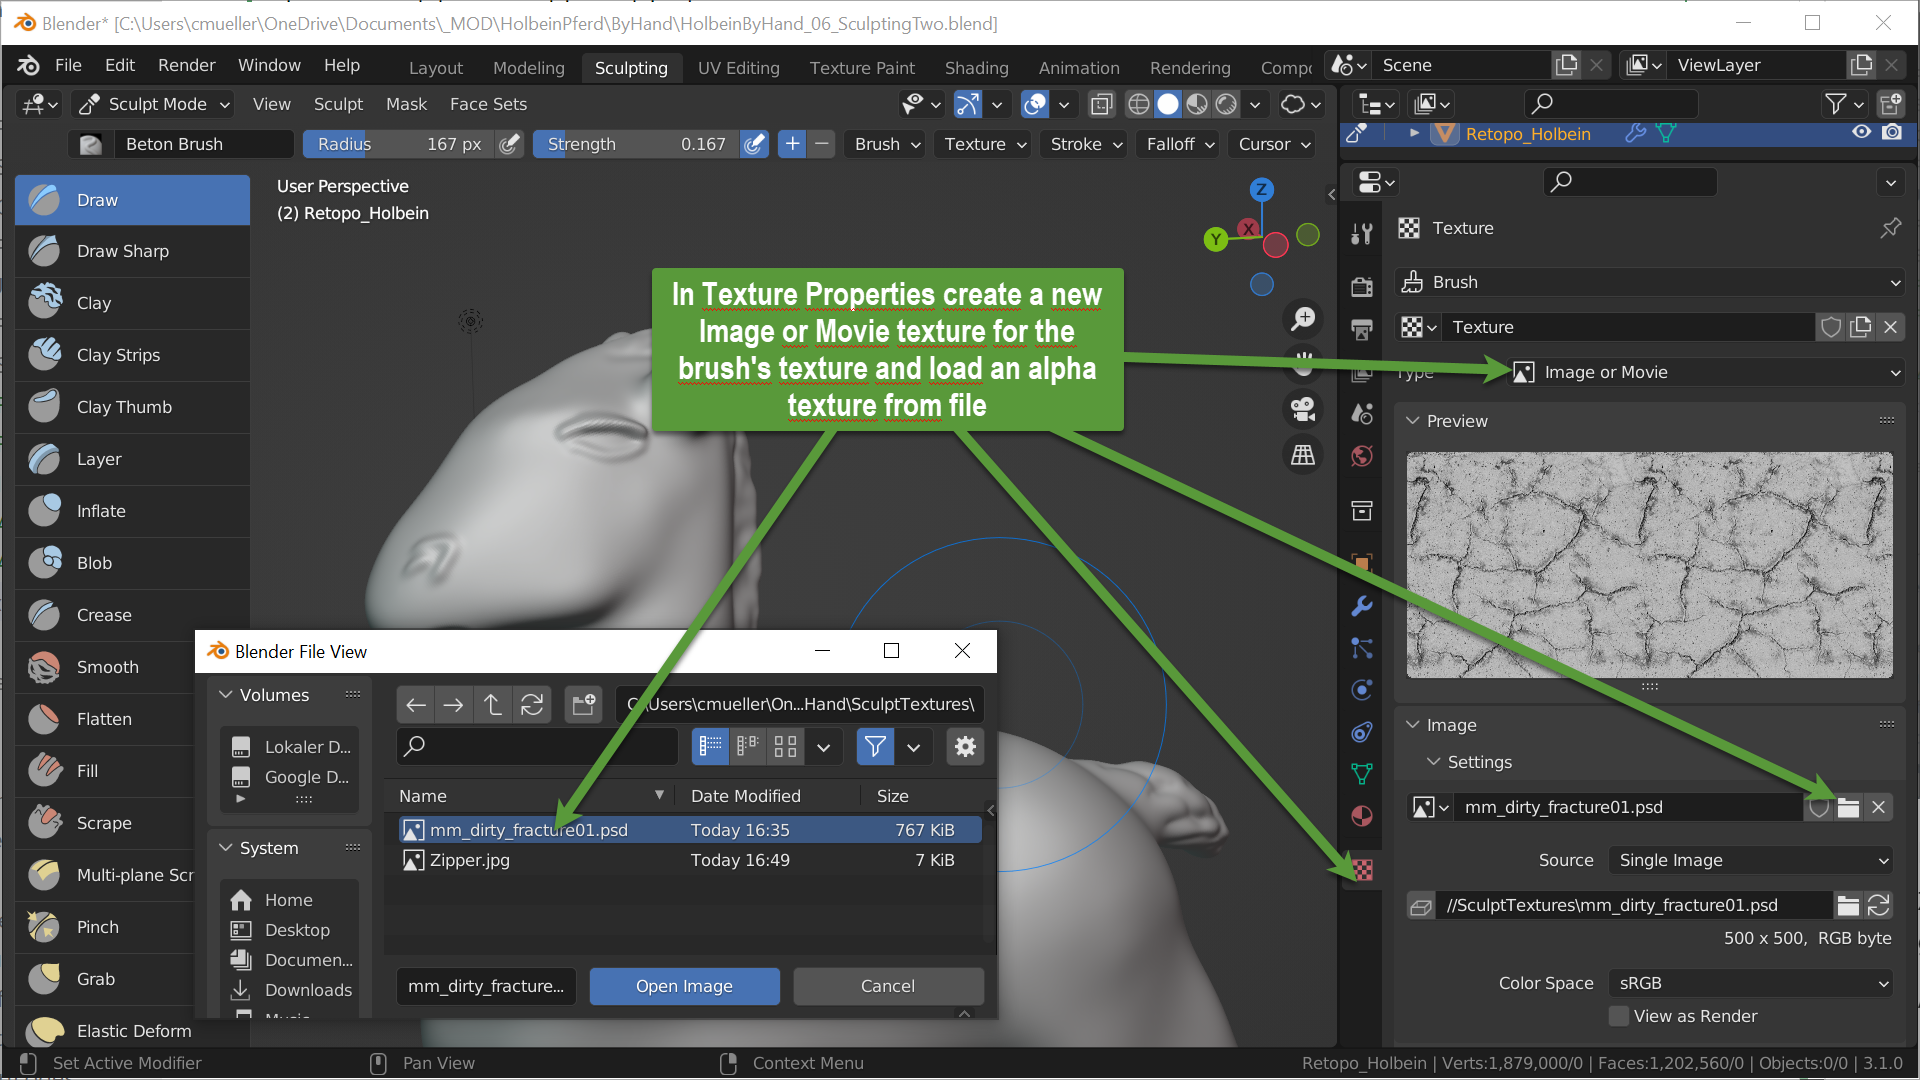 Blender* [C:\Users\cmueller\OneDrive\Documents\_MOD\HolbeinPferd\ByHand\HolbeinByHand_06_SculptingTwo.blend]
File Edit Render Window Help Layout Modeling Sculpting UV Editing Texture Paint Shading Animation Rendering Compo Scene ViewLayer
Sculpt Mode View Sculpt Mask Face Sets
Beton Brush Radius 167 px Strength 0.167 Brush Texture Stroke Falloff Cursor
Retopo_Holbein
User Perspective
(2) Retopo_Holbein
Z
Y
X
Draw
Draw Sharp
Clay
Clay Strips
Clay Thumb
Layer
Inflate
Blob
Crease
Smooth
Flatten
Fill
Scrape
Multi-plane Scr
Pinch
Grab
Elastic Deform
In Texture Properties create a new
Image or Movie texture for the
brush's texture and load an alpha
texture from file
Blender File View
Volumes
Lokaler D...
Google D...
System
Home
Desktop
Documen...
Downloads
C:\Users\cmueller\On...Hand\SculptTextures\
Name Date Modified Size
mm_dirty_fracture01.psd Today 16:35 767 KiB
Zipper.jpg Today 16:49 7 KiB
mm_dirty_fracture... Open Image Cancel
Texture
Brush
Texture
Type Image or Movie
Preview
Image
Settings
mm_dirty_fracture01.psd
Source Single Image
//SculptTextures\mm_dirty_fracture01.psd
500 x 500, RGB byte
Color Space sRGB
View as Render
Set Active Modifier Pan View Context Menu Retopo_Holbein | Verts:1,879,000/0 | Faces:1,202,560/0 | Objects:0/0 | 3.1.0